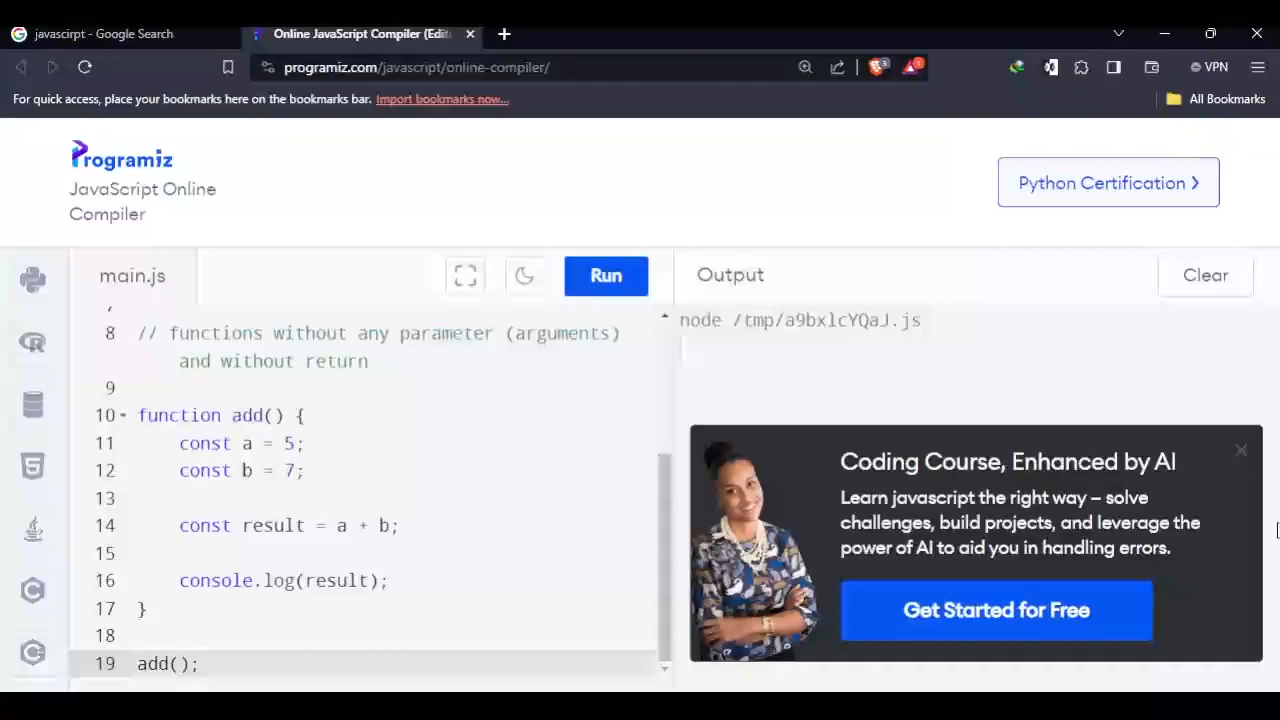 javascirpt - Google Search
Online JavaScript Compiler (Edit
programiz.com/javascript/online-compiler/
3
1
VPN
For quick access, place your bookmarks here on the bookmarks bar. Import bookmarks now...
All Bookmarks
Programiz
JavaScript Online
Compiler
Python Certification
main.js
Run
Output
Clear
7
node /tmp/a9bxlcYQaJ.js
8 // functions without any parameter (arguments)
and without return
9
10 function add() {
11 const a = 5;
12 const b = 7;
13
14 const result = a + b;
15
16 console.log(result);
17 }
18
19 add();
Coding Course, Enhanced by AI
Learn javascript the right way – solve
challenges, build projects, and leverage the
power of AI to aid you in handling errors.
Get Started for Free